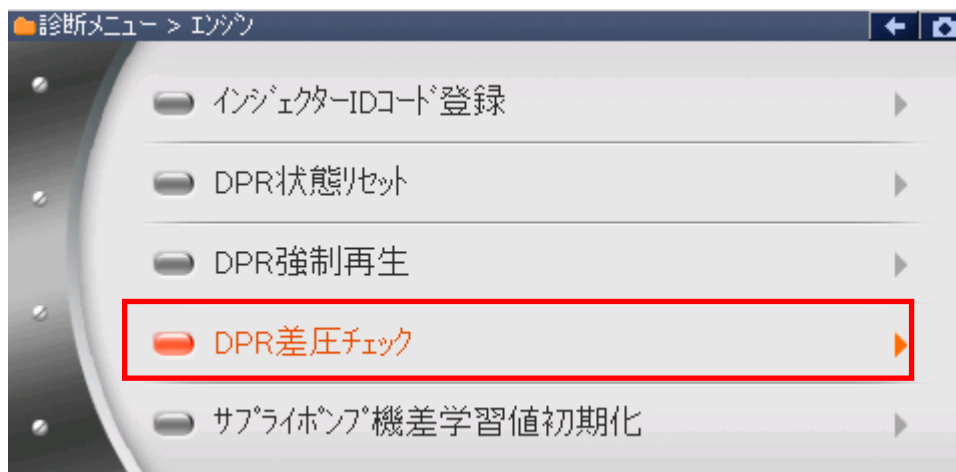 診断メニュー > エンジン
インジェクターIDコード登録
DPR状態リセット
DPR強制再生
DPR差圧チェック
サプライポンプ機差学習値初期化